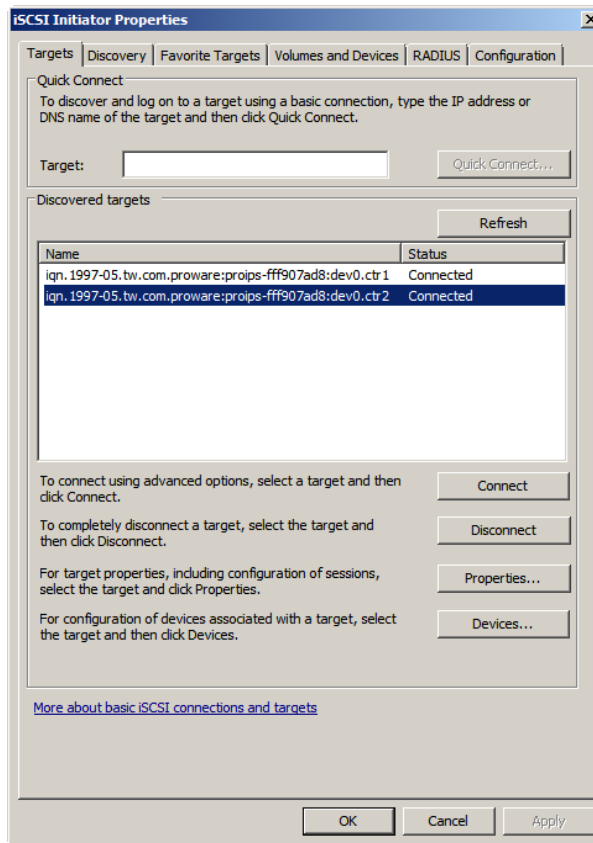 iSCSI Initiator Properties
Targets Discovery Favorite Targets Volumes and Devices RADIUS Configuration
Quick Connect
To discover and log on to a target using a basic connection, type the IP address or
DNS name of the target and then click Quick Connect.
Target: Quick Connect...
Discovered targets
Refresh
Name Status
iqn.1997-05.tw.com.proware:proips-fff907ad8:dev0.ctr1 Connected
iqn.1997-05.tw.com.proware:proips-fff907ad8:dev0.ctr2 Connected
To connect using advanced options, select a target and then
click Connect.
Connect
To completely disconnect a target, select the target and
then click Disconnect.
Disconnect
For target properties, including configuration of sessions,
select the target and click Properties.
Properties...
For configuration of devices associated with a target, select
the target and then click Devices.
Devices...
More about basic iSCSI connections and targets
OK Cancel Apply